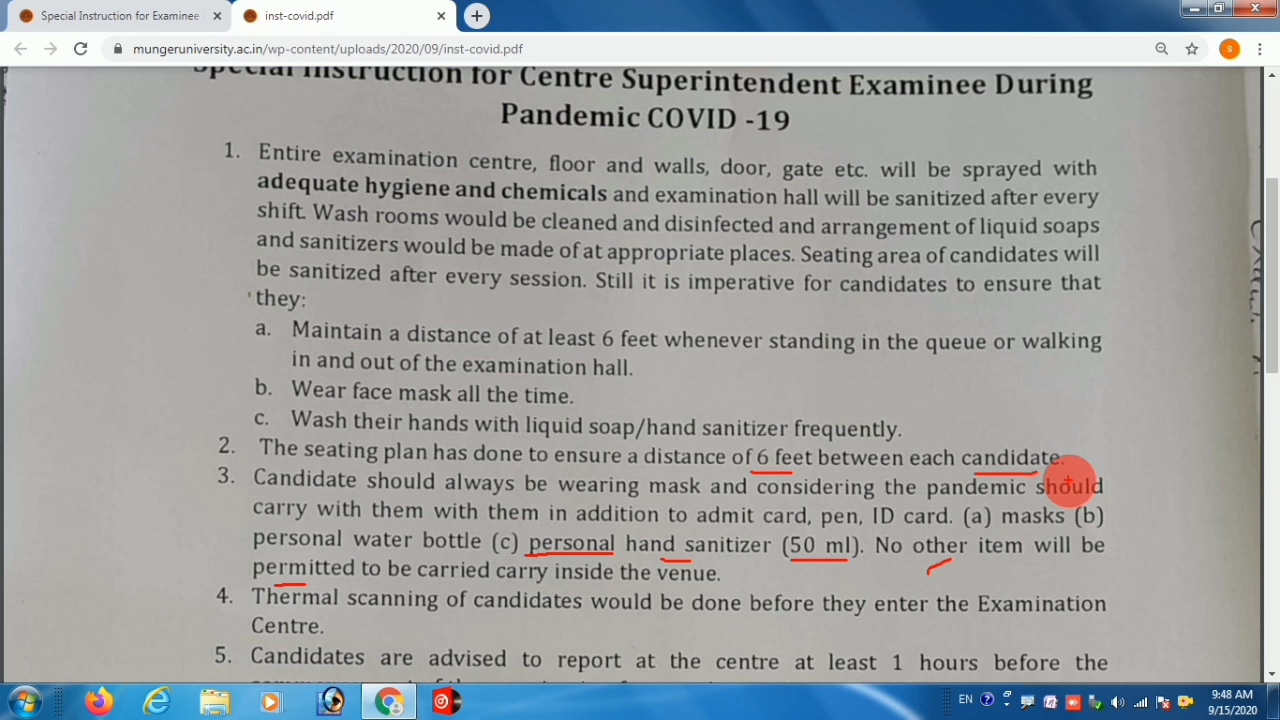 Special Instruction for Examinee
inst-covid.pdf
mungeruniversity.ac.in/wp-content/uploads/2020/09/inst-covid.pdf
s
Special Instruction for Centre Superintendent Examinee During
Pandemic COVID -19
1. Entire examination centre, floor and walls, door, gate etc. will be sprayed with
adequate hygiene and chemicals and examination hall will be sanitized after every
shift. Wash rooms would be cleaned and disinfected and arrangement of liquid soaps
and sanitizers would be made of at appropriate places. Seating area of candidates will
be sanitized after every session. Still it is imperative for candidates to ensure that
they:
a. Maintain a distance of at least 6 feet whenever standing in the queue or walking
in and out of the examination hall.
b. Wear face mask all the time.
c. Wash their hands with liquid soap/hand sanitizer frequently.
2. The seating plan has done to ensure a distance of 6 feet between each candidate.
3. Candidate should always be wearing mask and considering the pandemic should
carry with them with them in addition to admit card, pen, ID card. (a) masks (b)
personal water bottle (c) personal hand sanitizer (50 ml). No other item will be
permitted to be carried carry inside the venue.
4. Thermal scanning of candidates would be done before they enter the Examination
Centre.
5. Candidates are advised to report at the centre at least 1 hours before the
EN
9:48 AM
9/15/2020